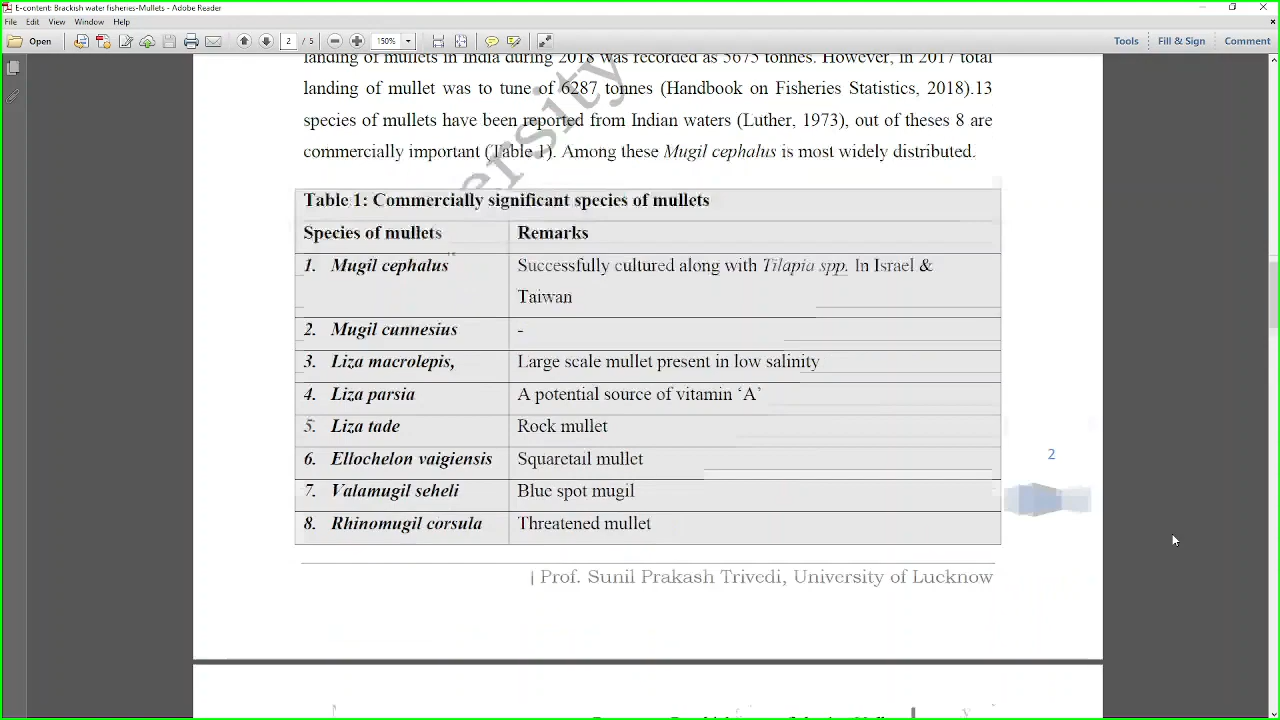 E-content: Brackish water fisheries-Mullets - Adobe Reader
File Edit View Window Help
Open 2 / 5 150% Tools Fill & Sign Comment
landing of mullets in India during 2018 was recorded as 5675 tonnes. However, in 2017 total
landing of mullet was to tune of 6287 tonnes (Handbook on Fisheries Statistics, 2018).13
species of mullets have been reported from Indian waters (Luther, 1973), out of theses 8 are
commercially important (Table 1). Among these Mugil cephalus is most widely distributed.
Table 1: Commercially significant species of mullets
Species of mullets Remarks
1. Mugil cephalus Successfully cultured along with Tilapia spp. In Israel &
Taiwan
2. Mugil cunnesius -
3. Liza macrolepis, Large scale mullet present in low salinity
4. Liza parsia A potential source of vitamin ‘A’
5. Liza tade Rock mullet
6. Ellochelon vaigiensis Squaretail mullet
2
7. Valamugil seheli Blue spot mugil
8. Rhinomugil corsula Threatened mullet
| Prof. Sunil Prakash Trivedi, University of Lucknow